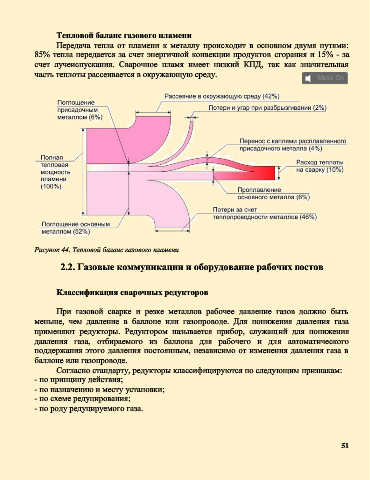 Тепловой баланс газового пламени
Передача тепла от пламени к металлу происходит в основном двумя путями:
85% тепла передается за счет энергичной конвекции продуктов сгорания и 15% - за
счет лучеиспускания. Сварочное пламя имеет низкий КПД, так как значительная
часть теплоты рассеивается в окружающую среду.
Рассеяние в окружающую среду (42%)
Поглощение
присадочным
металлом (6%)
Потери и угар при разбрызгивании (2%)
Перенос с каплями расплавленного
присадочного металла (4%)
Полная
тепловая
мощность
пламени
(100%)
Расход теплоты
на сварку (10%)
Проплавление
основного металла (6%)
Потери за счет
теплопроводности металлов (46%)
Поглощение основным
металлом (52%)
Рисунок 44. Тепловой баланс газового пламени
2.2. Газовые коммуникации и оборудование рабочих постов
Классификация сварочных редукторов
При газовой сварке и резке металлов рабочее давление газов должно быть
меньше, чем давление в баллоне или газопроводе. Для понижения давления газа
применяют редукторы. Редуктором называется прибор, служащий для понижения
давления газа, отбираемого из баллона для рабочего и для автоматического
поддержания этого давления постоянным, независимо от изменения давления газа в
баллоне или газопроводе.
Согласно стандарту, редукторы классифицируются по следующим признакам:
- по принципу действия;
- по назначению и месту установки;
- по схеме редуцирования;
- по роду редуцируемого газа.
51